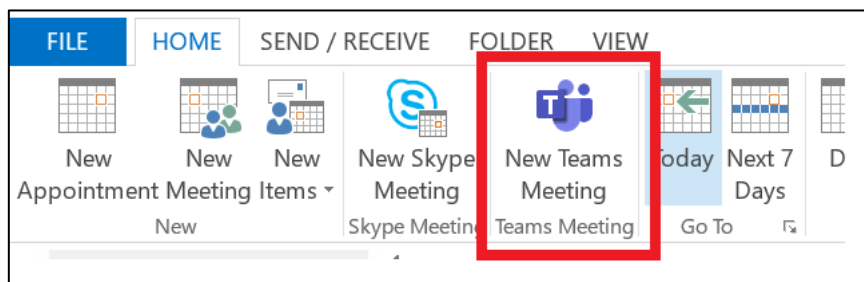 FILE HOME SEND / RECEIVE FOLDER VIEW
New New New New Skype New Teams Today Next 7 D
Appointment Meeting Items Meeting Meeting Days
New Skype Meeting Teams Meeting Go To